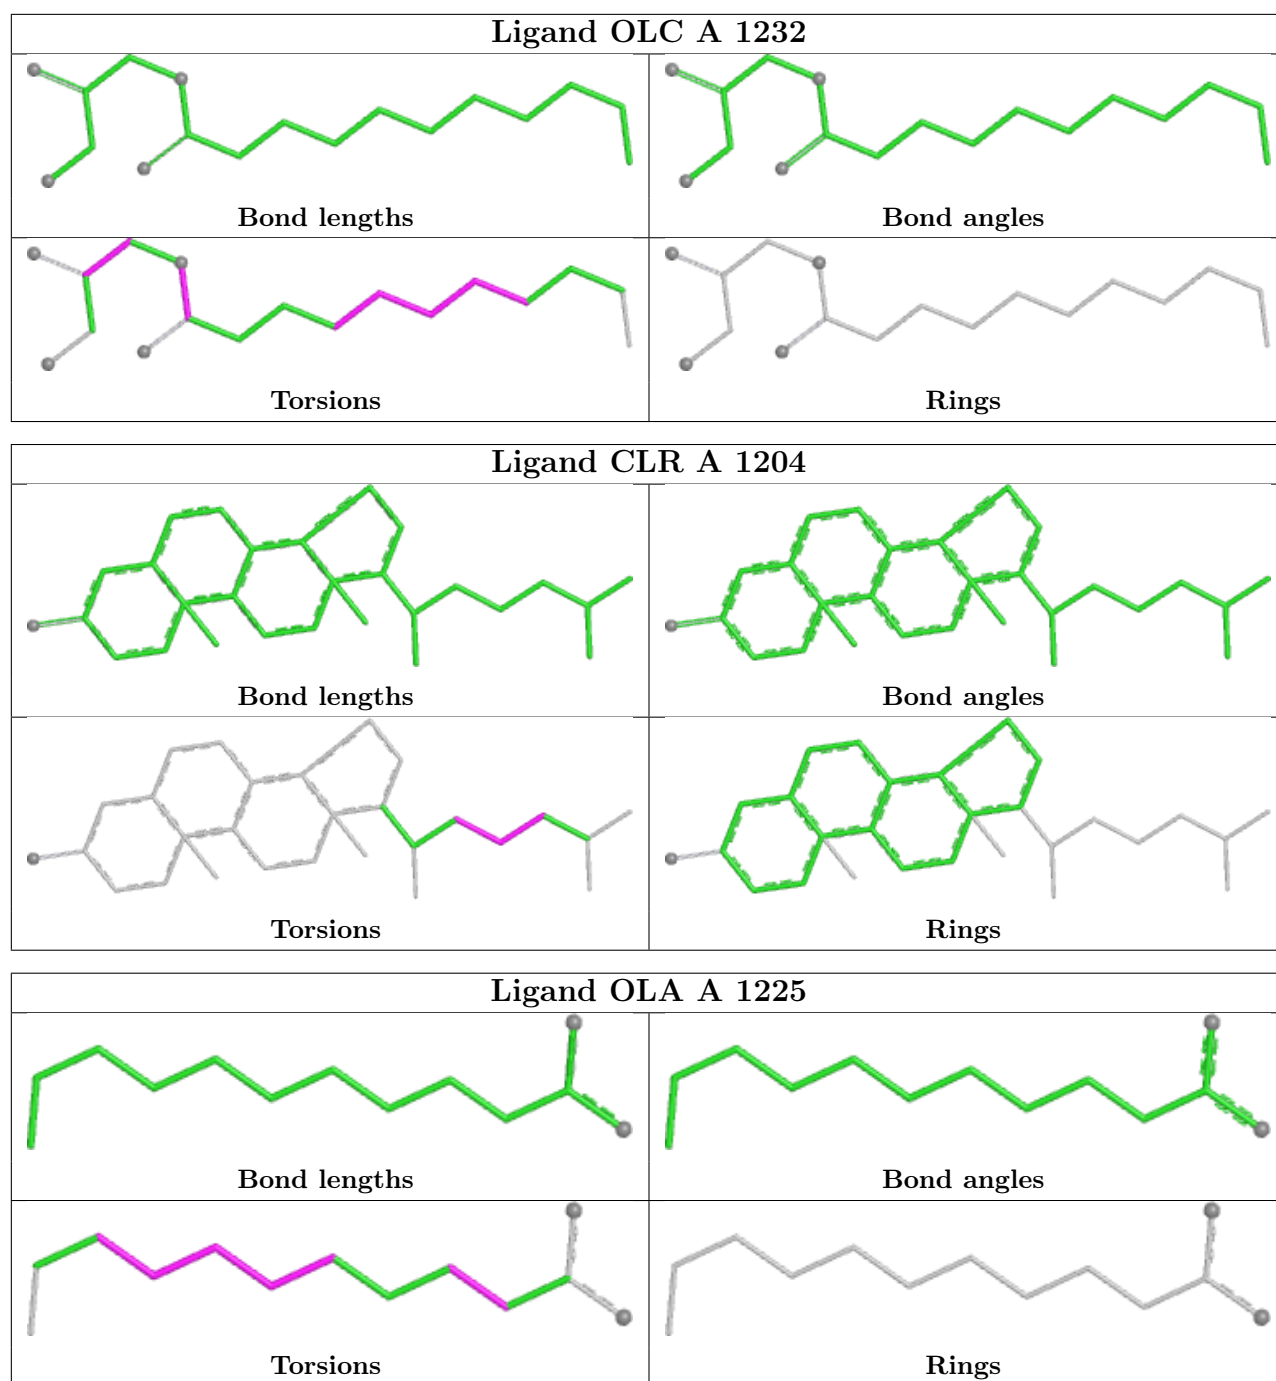 Ligand OLC A 1232
Bond lengths
Bond angles
Torsions
Rings
Ligand CLR A 1204
Bond lengths
Bond angles
Torsions
Rings
Ligand OLA A 1225
Bond lengths
Bond angles
Torsions
Rings